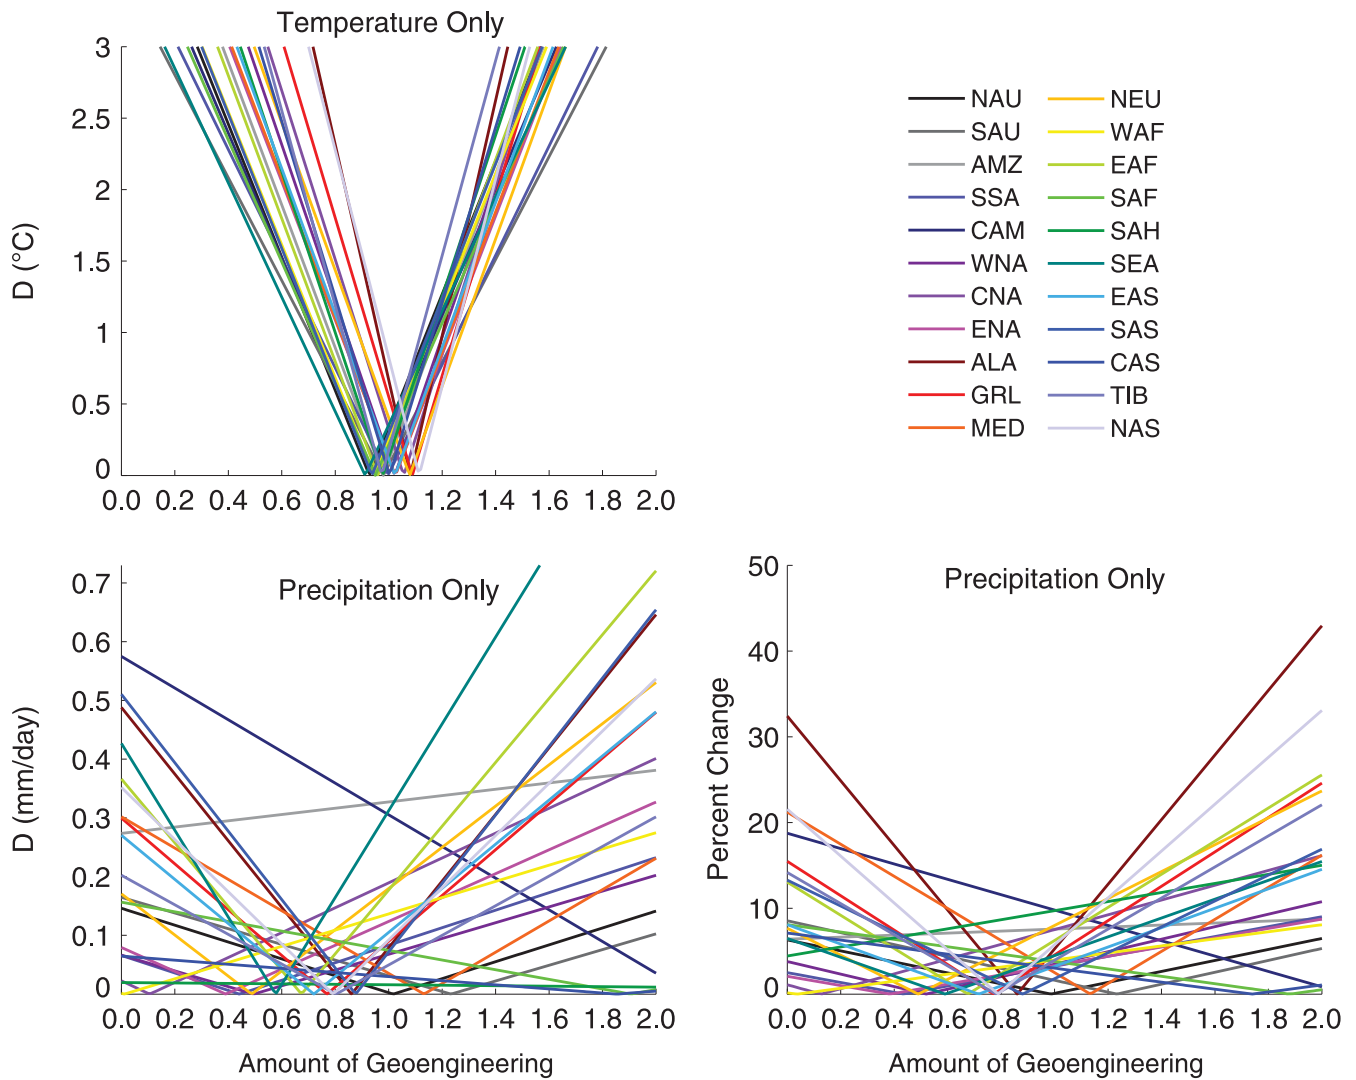 Temperature Only
3
2.5
2
1.5
1
0.5
0
D (°C)
0.0 0.2 0.4 0.6 0.8 1.0 1.2 1.4 1.6 1.8 2.0
NAU NEU
SAU WAF
AMZ EAF
SSA SAF
CAM SAH
WNA SEA
CNA EAS
ENA SAS
ALA CAS
GRL TIB
MED NAS
Precipitation Only
0.7
0.6
0.5
0.4
0.3
0.2
0.1
0
D (mm/day)
0.0 0.2 0.4 0.6 0.8 1.0 1.2 1.4 1.6 1.8 2.0
Amount of Geoengineering
Precipitation Only
50
40
30
20
10
0
Percent Change
0.0 0.2 0.4 0.6 0.8 1.0 1.2 1.4 1.6 1.8 2.0
Amount of Geoengineering